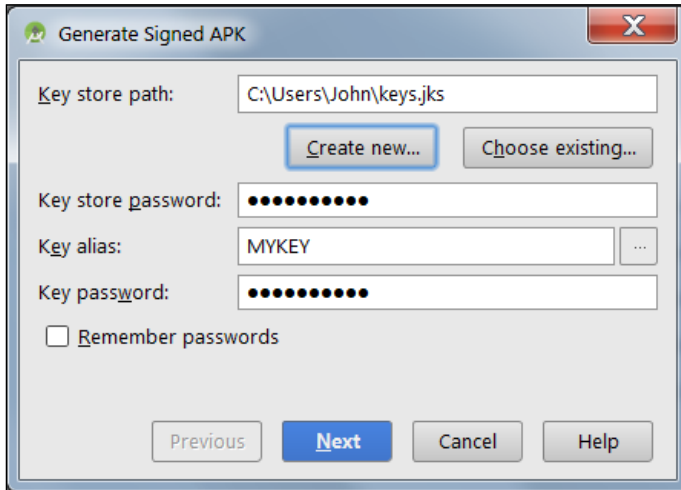 Generate Signed APK
Key store path: C:\Users\John\keys.jks
Create new... Choose existing...
Key store password: ●●●●●●●●●●
Key alias: MYKEY ...
Key password: ●●●●●●●●●●
Remember passwords
Previous Next Cancel Help